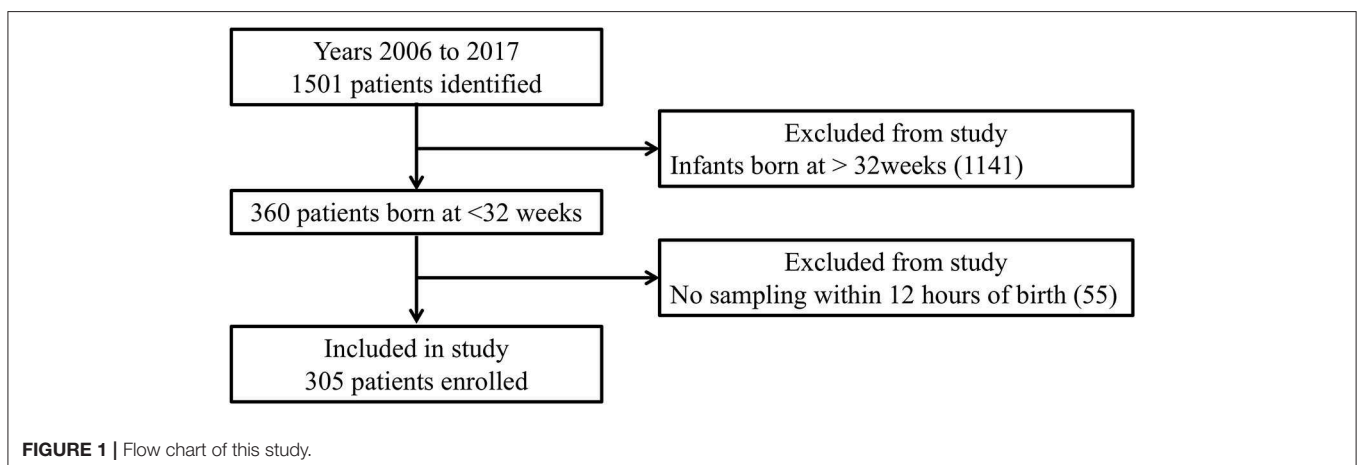 Years 2006 to 2017
1501 patients identified
Excluded from study
Infants born at > 32weeks (1141)
360 patients born at <32 weeks
Excluded from study
No sampling within 12 hours of birth (55)
Included in study
305 patients enrolled
FIGURE 1 | Flow chart of this study.